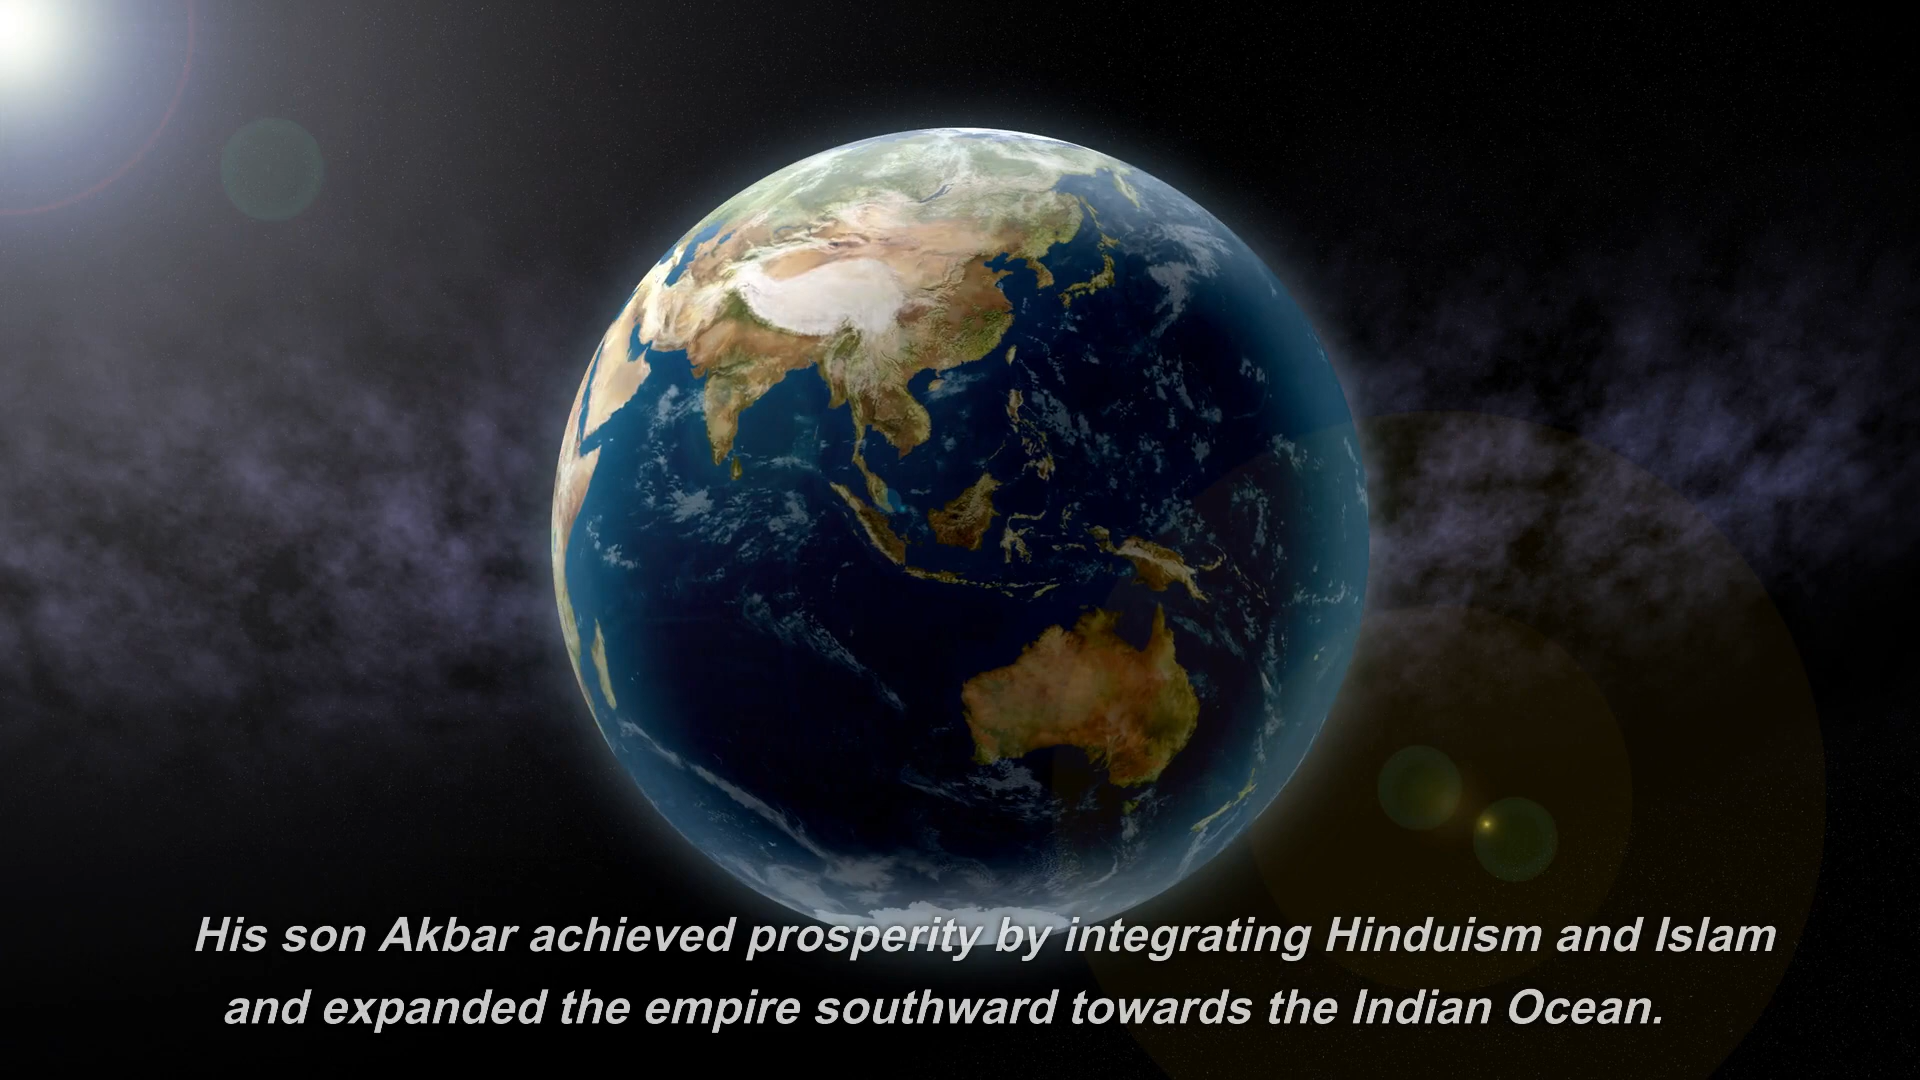 His son Akbar achieved prosperity by integrating Hinduism and Islam
and expanded the empire southward towards the Indian Ocean.